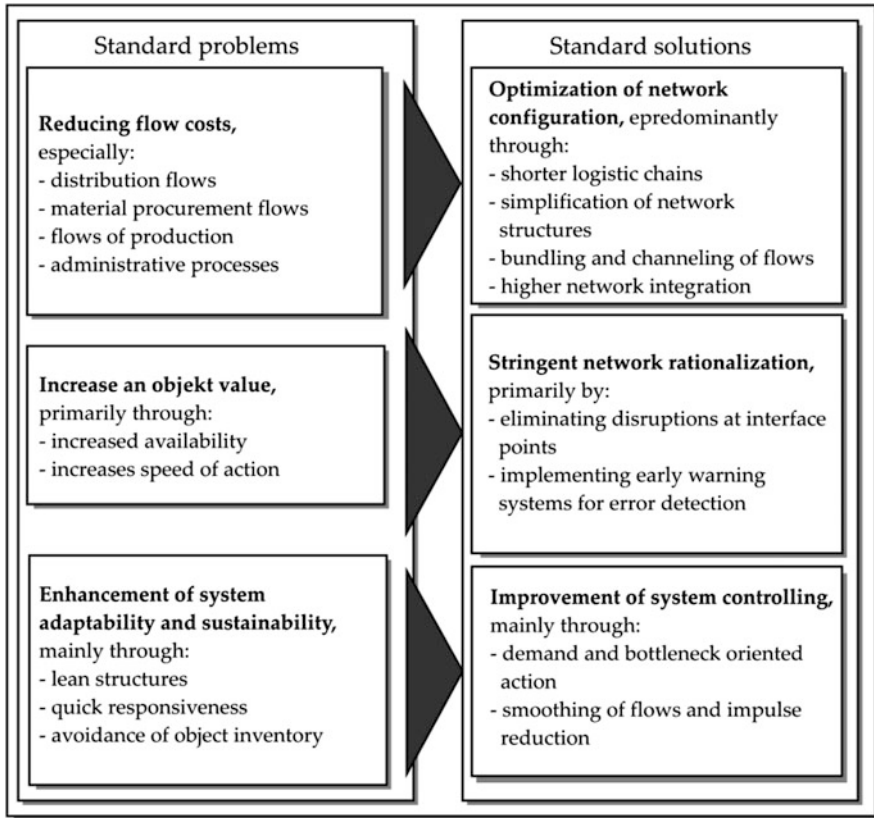 Standard problems
Reducing flow costs,
especially:
- distribution flows
- material procurement flows
- flows of production
- administrative processes
Increase an objekt value,
primarily through:
- increased availability
- increases speed of action
Enhancement of system
adaptability and sustainability,
mainly through:
- lean structures
- quick responsiveness
- avoidance of object inventory
Standard solutions
Optimization of network
configuration, epredominantly
through:
- shorter logistic chains
- simplification of network
structures
- bundling and channeling of flows
- higher network integration
Stringent network rationalization,
primarily by:
- eliminating disruptions at interface
points
- implementing early warning
systems for error detection
Improvement of system controlling,
mainly through:
- demand and bottleneck oriented
action
- smoothing of flows and impulse
reduction